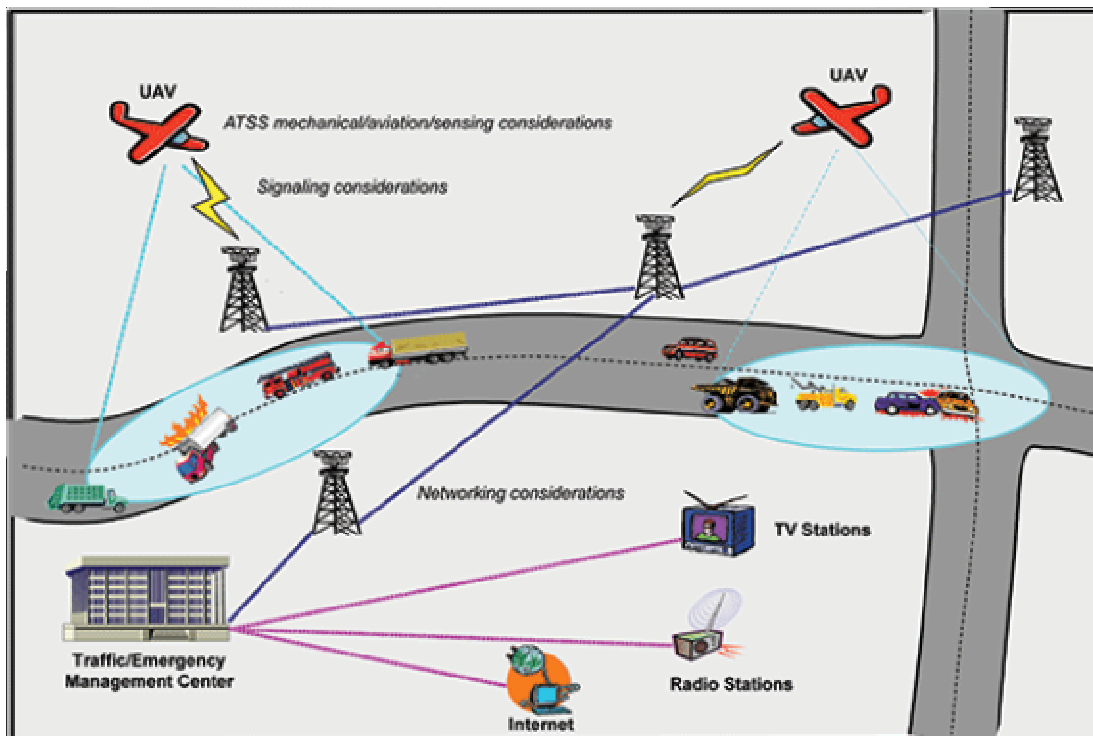 UAV
UAV
ATSS mechanical/aviation/sensing considerations
Signaling considerations
Networking considerations
TV Stations
Traffic/Emergency
Management Center
Radio Stations
Internet